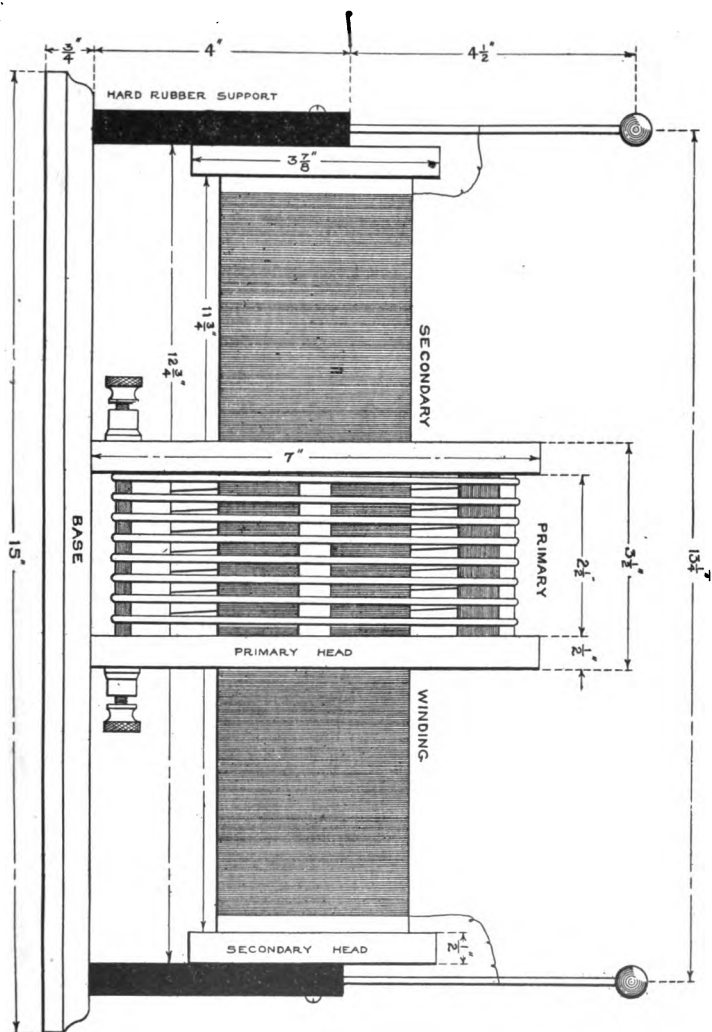 3/4"
4"
4 1/2"
HARD RUBBER SUPPORT
3 7/8"
11 3/4"
12 3/4"
SECONDARY
7"
BASE
15"
PRIMARY
2 1/2"
3 1/2"
13 1/4"
PRIMARY HEAD
1/2"
WINDING
SECONDARY HEAD
1/2"